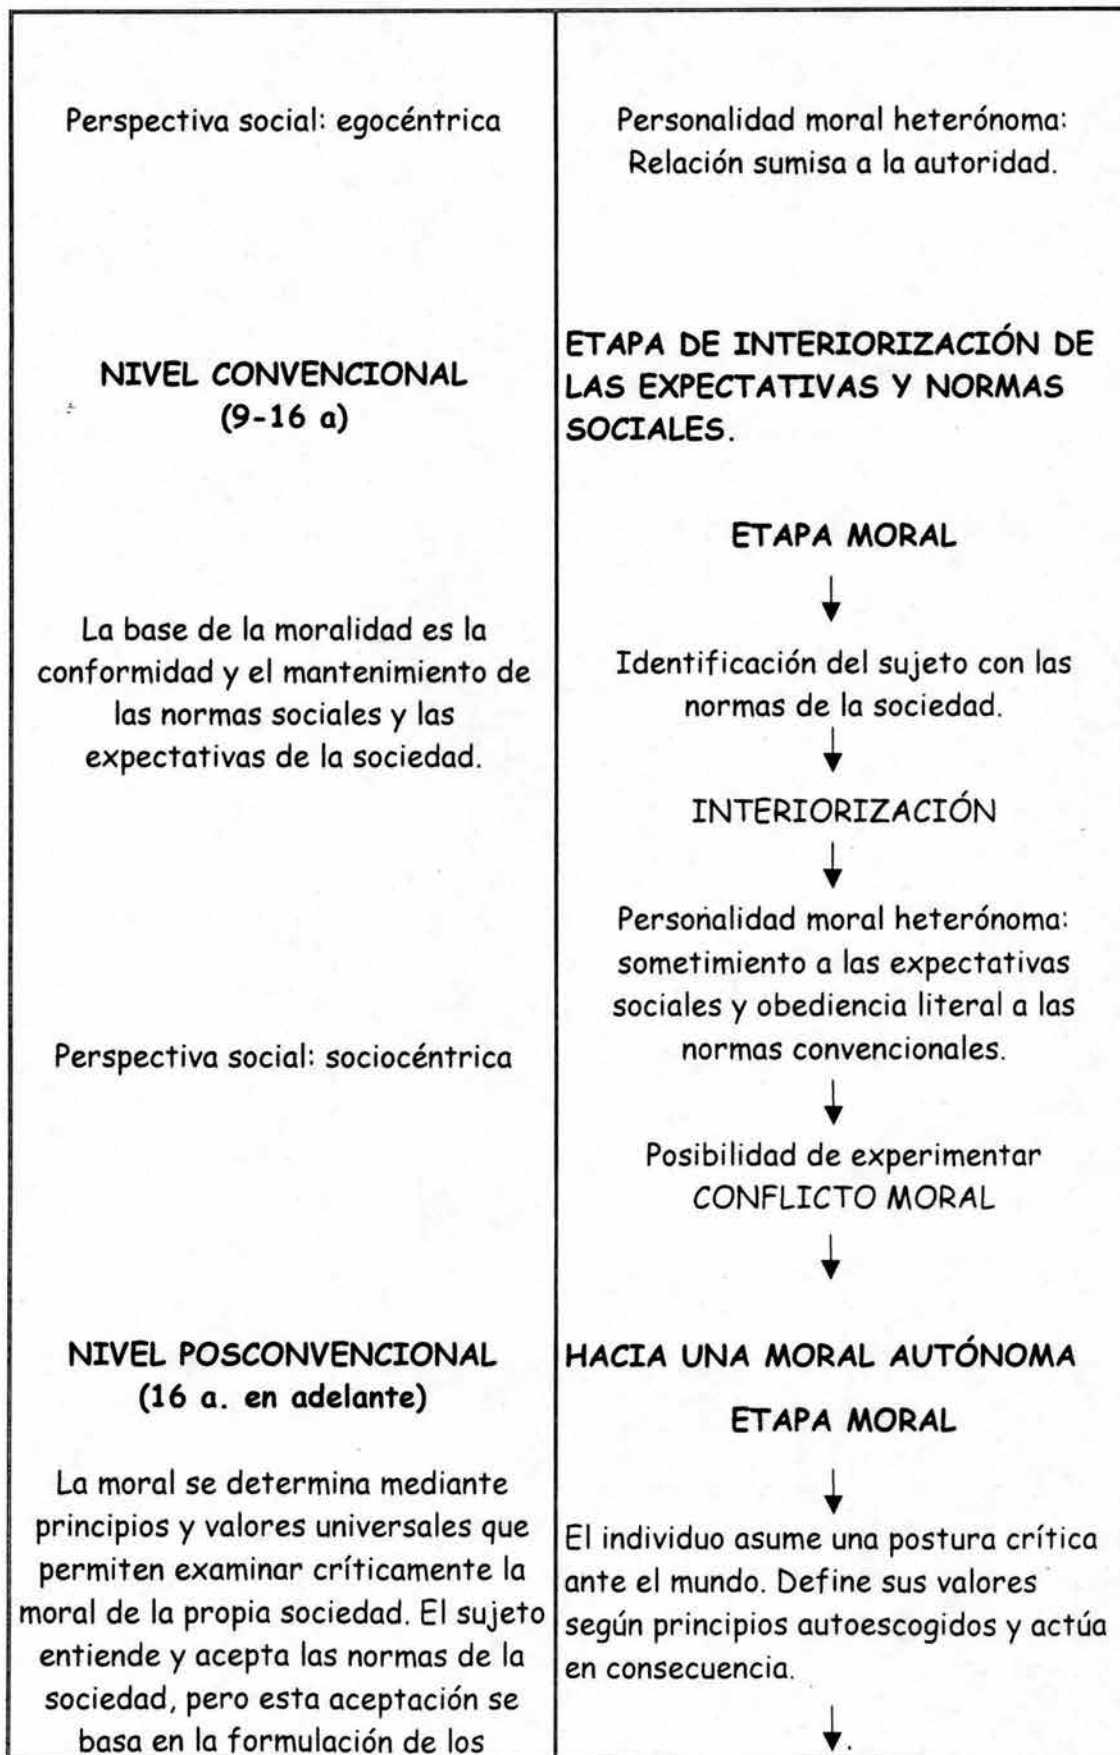 Perspectiva social: egocéntrica
Personalidad moral heterónoma:
Relación sumisa a la autoridad.
NIVEL CONVENCIONAL
(9-16 a)
ETAPA DE INTERIORIZACIÓN DE
LAS EXPECTATIVAS Y NORMAS
SOCIALES.
La base de la moralidad es la
conformidad y el mantenimiento de
las normas sociales y las
expectativas de la sociedad.
Perspectiva social: sociocéntrica
ETAPA MORAL
Identificación del sujeto con las
normas de la sociedad.
INTERIORIZACIÓN
Personalidad moral heterónoma:
sometimiento a las expectativas
sociales y obediencia literal a las
normas convencionales.
Posibilidad de experimentar
CONFLICTO MORAL
NIVEL POSCONVENCIONAL
(16 a. en adelante)
La moral se determina mediante
principios y valores universales que
permiten examinar críticamente la
moral de la propia sociedad. El sujeto
entiende y acepta las normas de la
sociedad, pero esta aceptación se
basa en la formulación de los
HACIA UNA MORAL AUTÓNOMA
ETAPA MORAL
El individuo asume una postura crítica
ante el mundo. Define sus valores
según principios autoescogidos y actúa
en consecuencia.